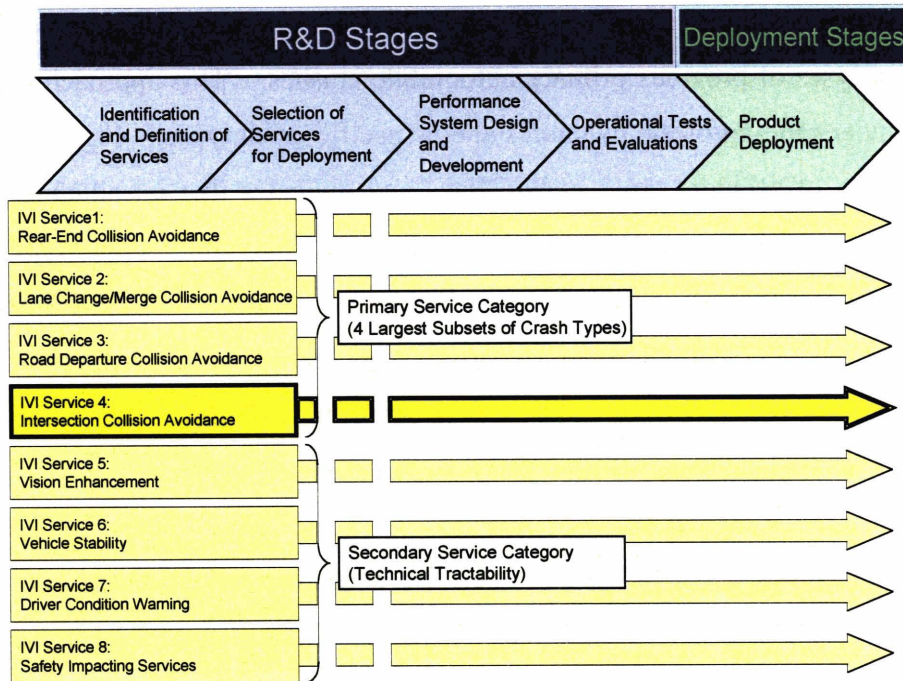 R&D Stages
Deployment Stages
Identification
and Definition of
Services
Selection of
Services
for Deployment
Performance
System Design
and
Development
Operational Tests
and Evaluations
Product
Deployment
IVI Service1:
Rear-End Collision Avoidance
IVI Service 2:
Lane Change/Merge Collision Avoidance
Primary Service Category
(4 Largest Subsets of Crash Types)
IVI Service 3:
Road Departure Collision Avoidance
IVI Service 4:
Intersection Collision Avoidance
IVI Service 5:
Vision Enhancement
IVI Service 6:
Vehicle Stability
Secondary Service Category
(Technical Tractability)
IVI Service 7:
Driver Condition Warning
IVI Service 8:
Safety Impacting Services